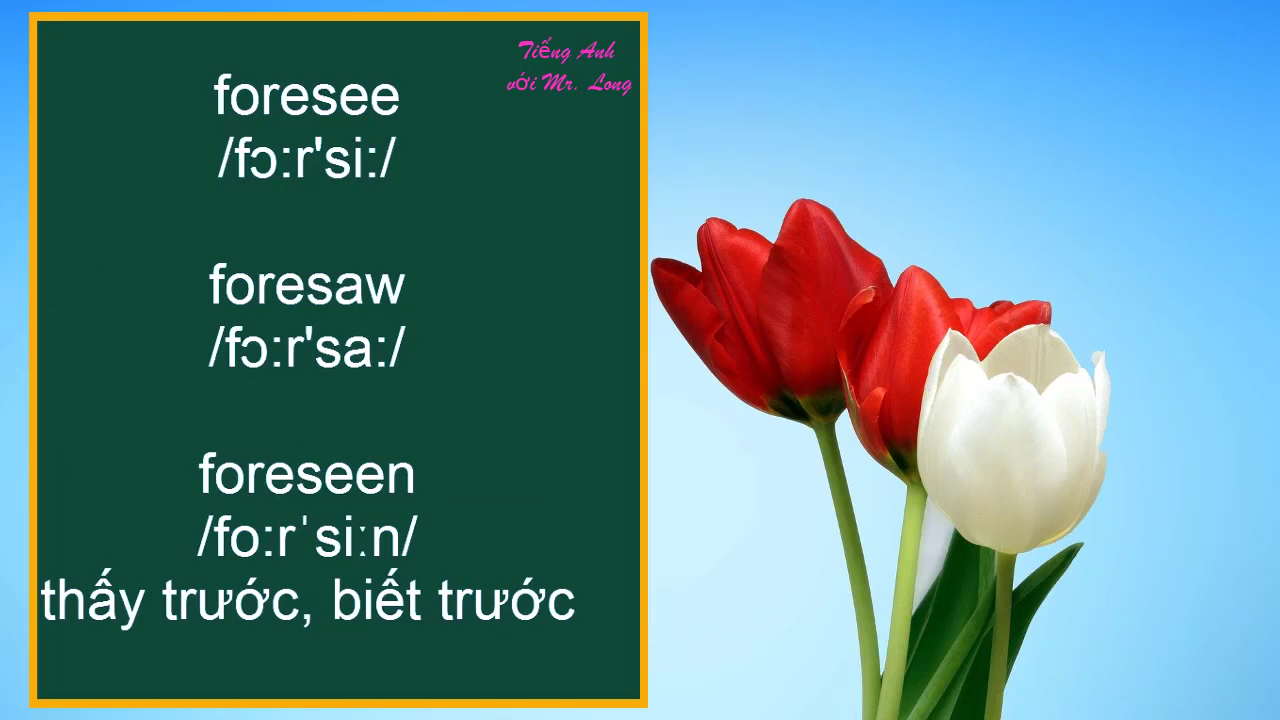 Tiếng Anh
với Mr. Long
foresee
/fɔ:r'si:/
foresaw
/fɔ:r'sa:/
foreseen
/fo:rˈsiːn/
thấy trước, biết trước